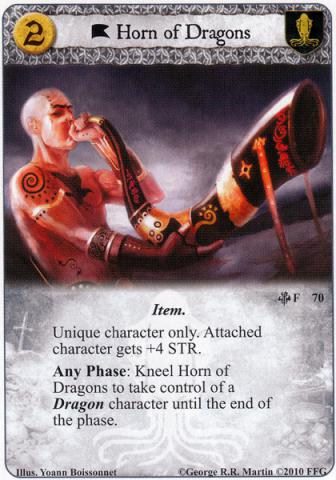 2
Horn of Dragons
F 70
Item.
Unique character only. Attached
character gets +4 STR.
Any Phase: Kneel Horn of
Dragons to take control of a
Dragon character until the end of
the phase.
Illus. Yoann Boissonnet ©George R.R. Martin ©2010 FFG